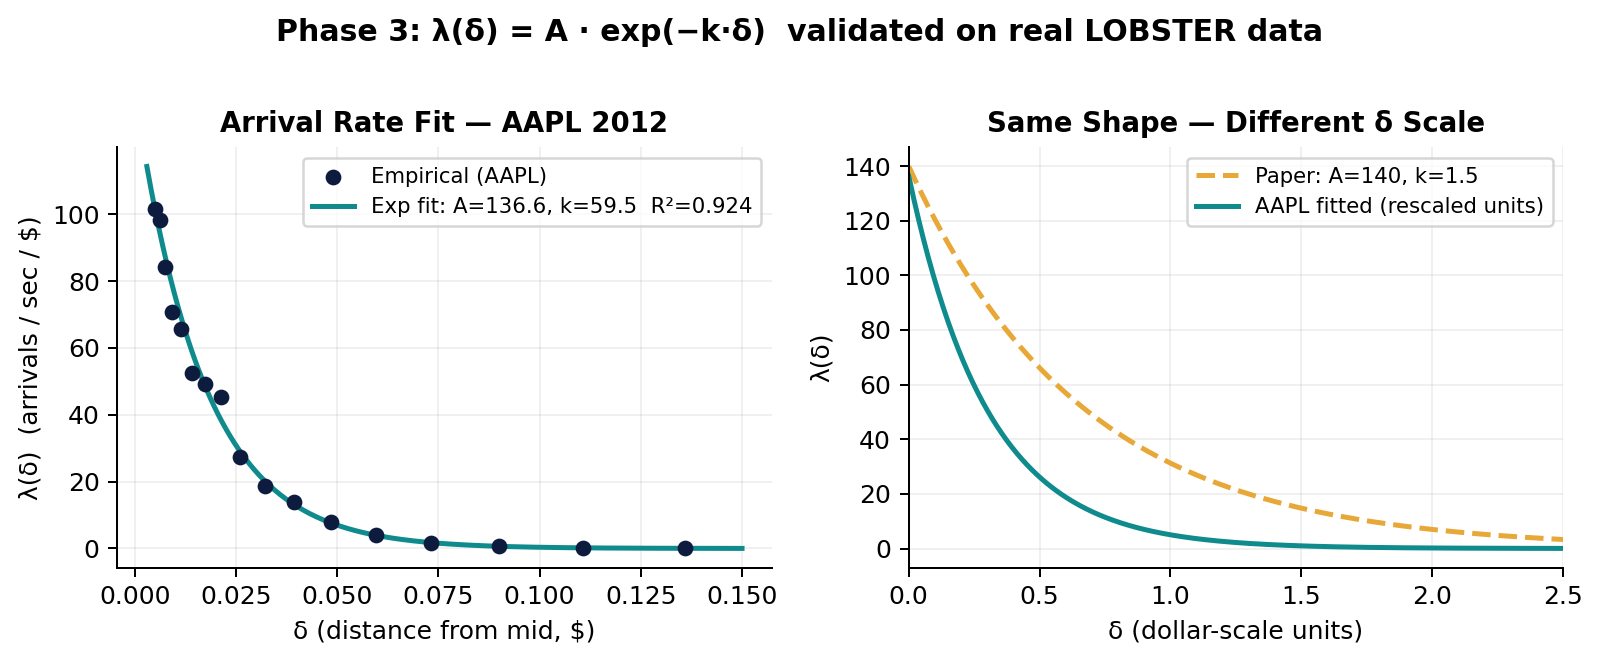 Phase 3: λ(δ) = A · exp(−k·δ)  validated on real LOBSTER data
Arrival Rate Fit — AAPL 2012
Empirical (AAPL)
Exp fit: A=136.6, k=59.5  R²=0.924
λ(δ)  (arrivals / sec / $)
100
80
60
40
20
0
0.000 0.025 0.050 0.075 0.100 0.125 0.150
δ (distance from mid, $)
Same Shape — Different δ Scale
Paper: A=140, k=1.5
AAPL fitted (rescaled units)
λ(δ)
140
120
100
80
60
40
20
0
0.0 0.5 1.0 1.5 2.0 2.5
δ (dollar-scale units)